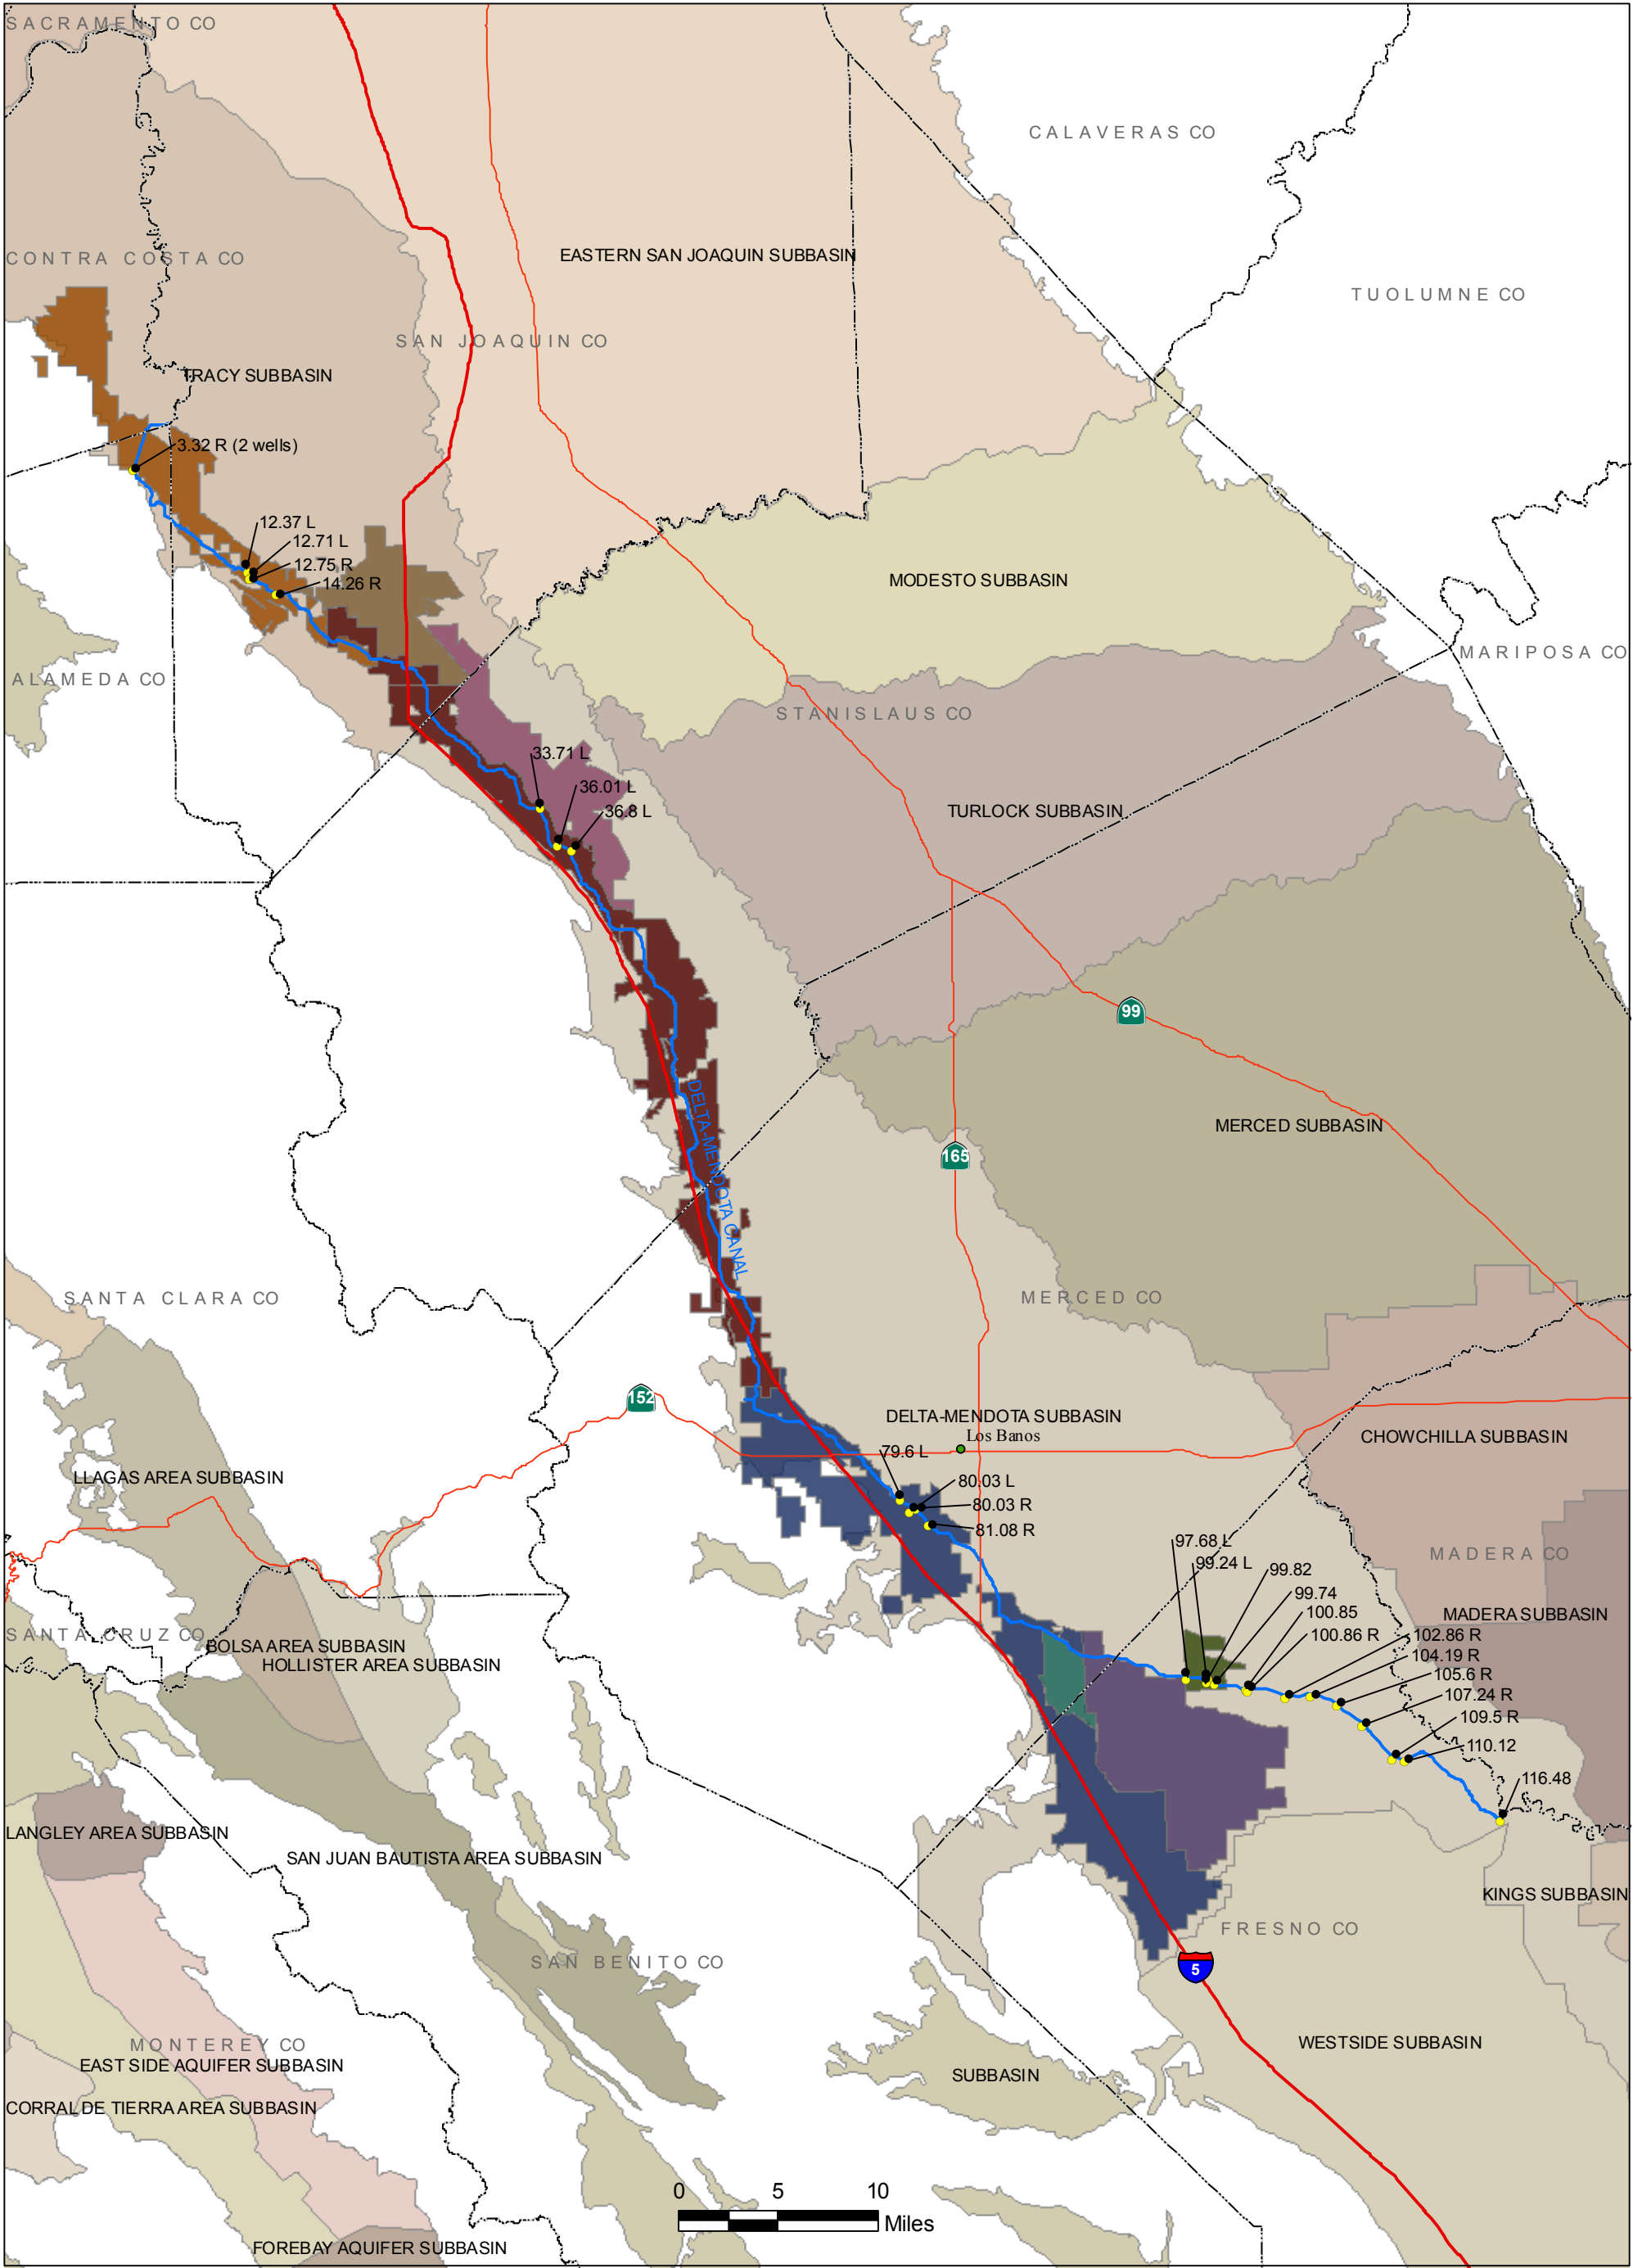 SACRAMENTO CO
CALAVERAS CO
CONTRA COSTA CO
EASTERN SAN JOAQUIN SUBBASIN
TUOLUMNE CO
SAN JOAQUIN CO
TRACY SUBBASIN
3.32 R (2 wells)
12.37 L
12.71 L
12.75 R
14.26 R
MODESTO SUBBASIN
MARIPOSA CO
ALAMEDA CO
STANISLAUS CO
33.71 L
36.01 L
36.8 L
TURLOCK SUBBASIN
99
MERCED SUBBASIN
165
DELTA-MENDOTA CANAL
SANTA CLARA CO
MERCED CO
152
DELTA-MENDOTA SUBBASIN
Los Banos
CHOWCHILLA SUBBASIN
79.6 L
LLAGAS AREA SUBBASIN
80.03 L
80.03 R
81.08 R
97.68 L
99.24 L
99.82
99.74
100.85
100.86 R
MADERA CO
MADERA SUBBASIN
102.86 R
104.19 R
105.6 R
107.24 R
109.5 R
110.12
116.48
SANTA CRUZ CO
BOLSA AREA SUBBASIN
HOLLISTER AREA SUBBASIN
LANGLEY AREA SUBBASIN
SAN JUAN BAUTISTA AREA SUBBASIN
KINGS SUBBASIN
FRESNO CO
SAN BENITO CO
5
WESTSIDE SUBBASIN
MONTEREY CO
EAST SIDE AQUIFER SUBBASIN
SUBBASIN
CORRAL DE TIERRA AREA SUBBASIN
0 5 10
Miles
FOREBAY AQUIFER SUBBASIN